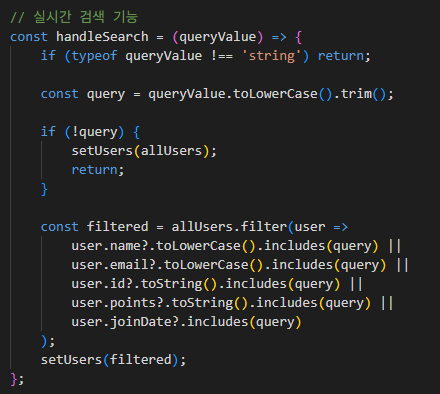 // 실시간 검색 기능
const handleSearch = (queryValue) => {
    if (typeof queryValue !== 'string') return;

    const query = queryValue.toLowerCase().trim();

    if (!query) {
        setUsers(allUsers);
        return;
    }

    const filtered = allUsers.filter(user =>
        user.name?.toLowerCase().includes(query) ||
        user.email?.toLowerCase().includes(query) ||
        user.id?.toString().includes(query) ||
        user.points?.toString().includes(query) ||
        user.joinDate?.includes(query)
    );
    setUsers(filtered);
};